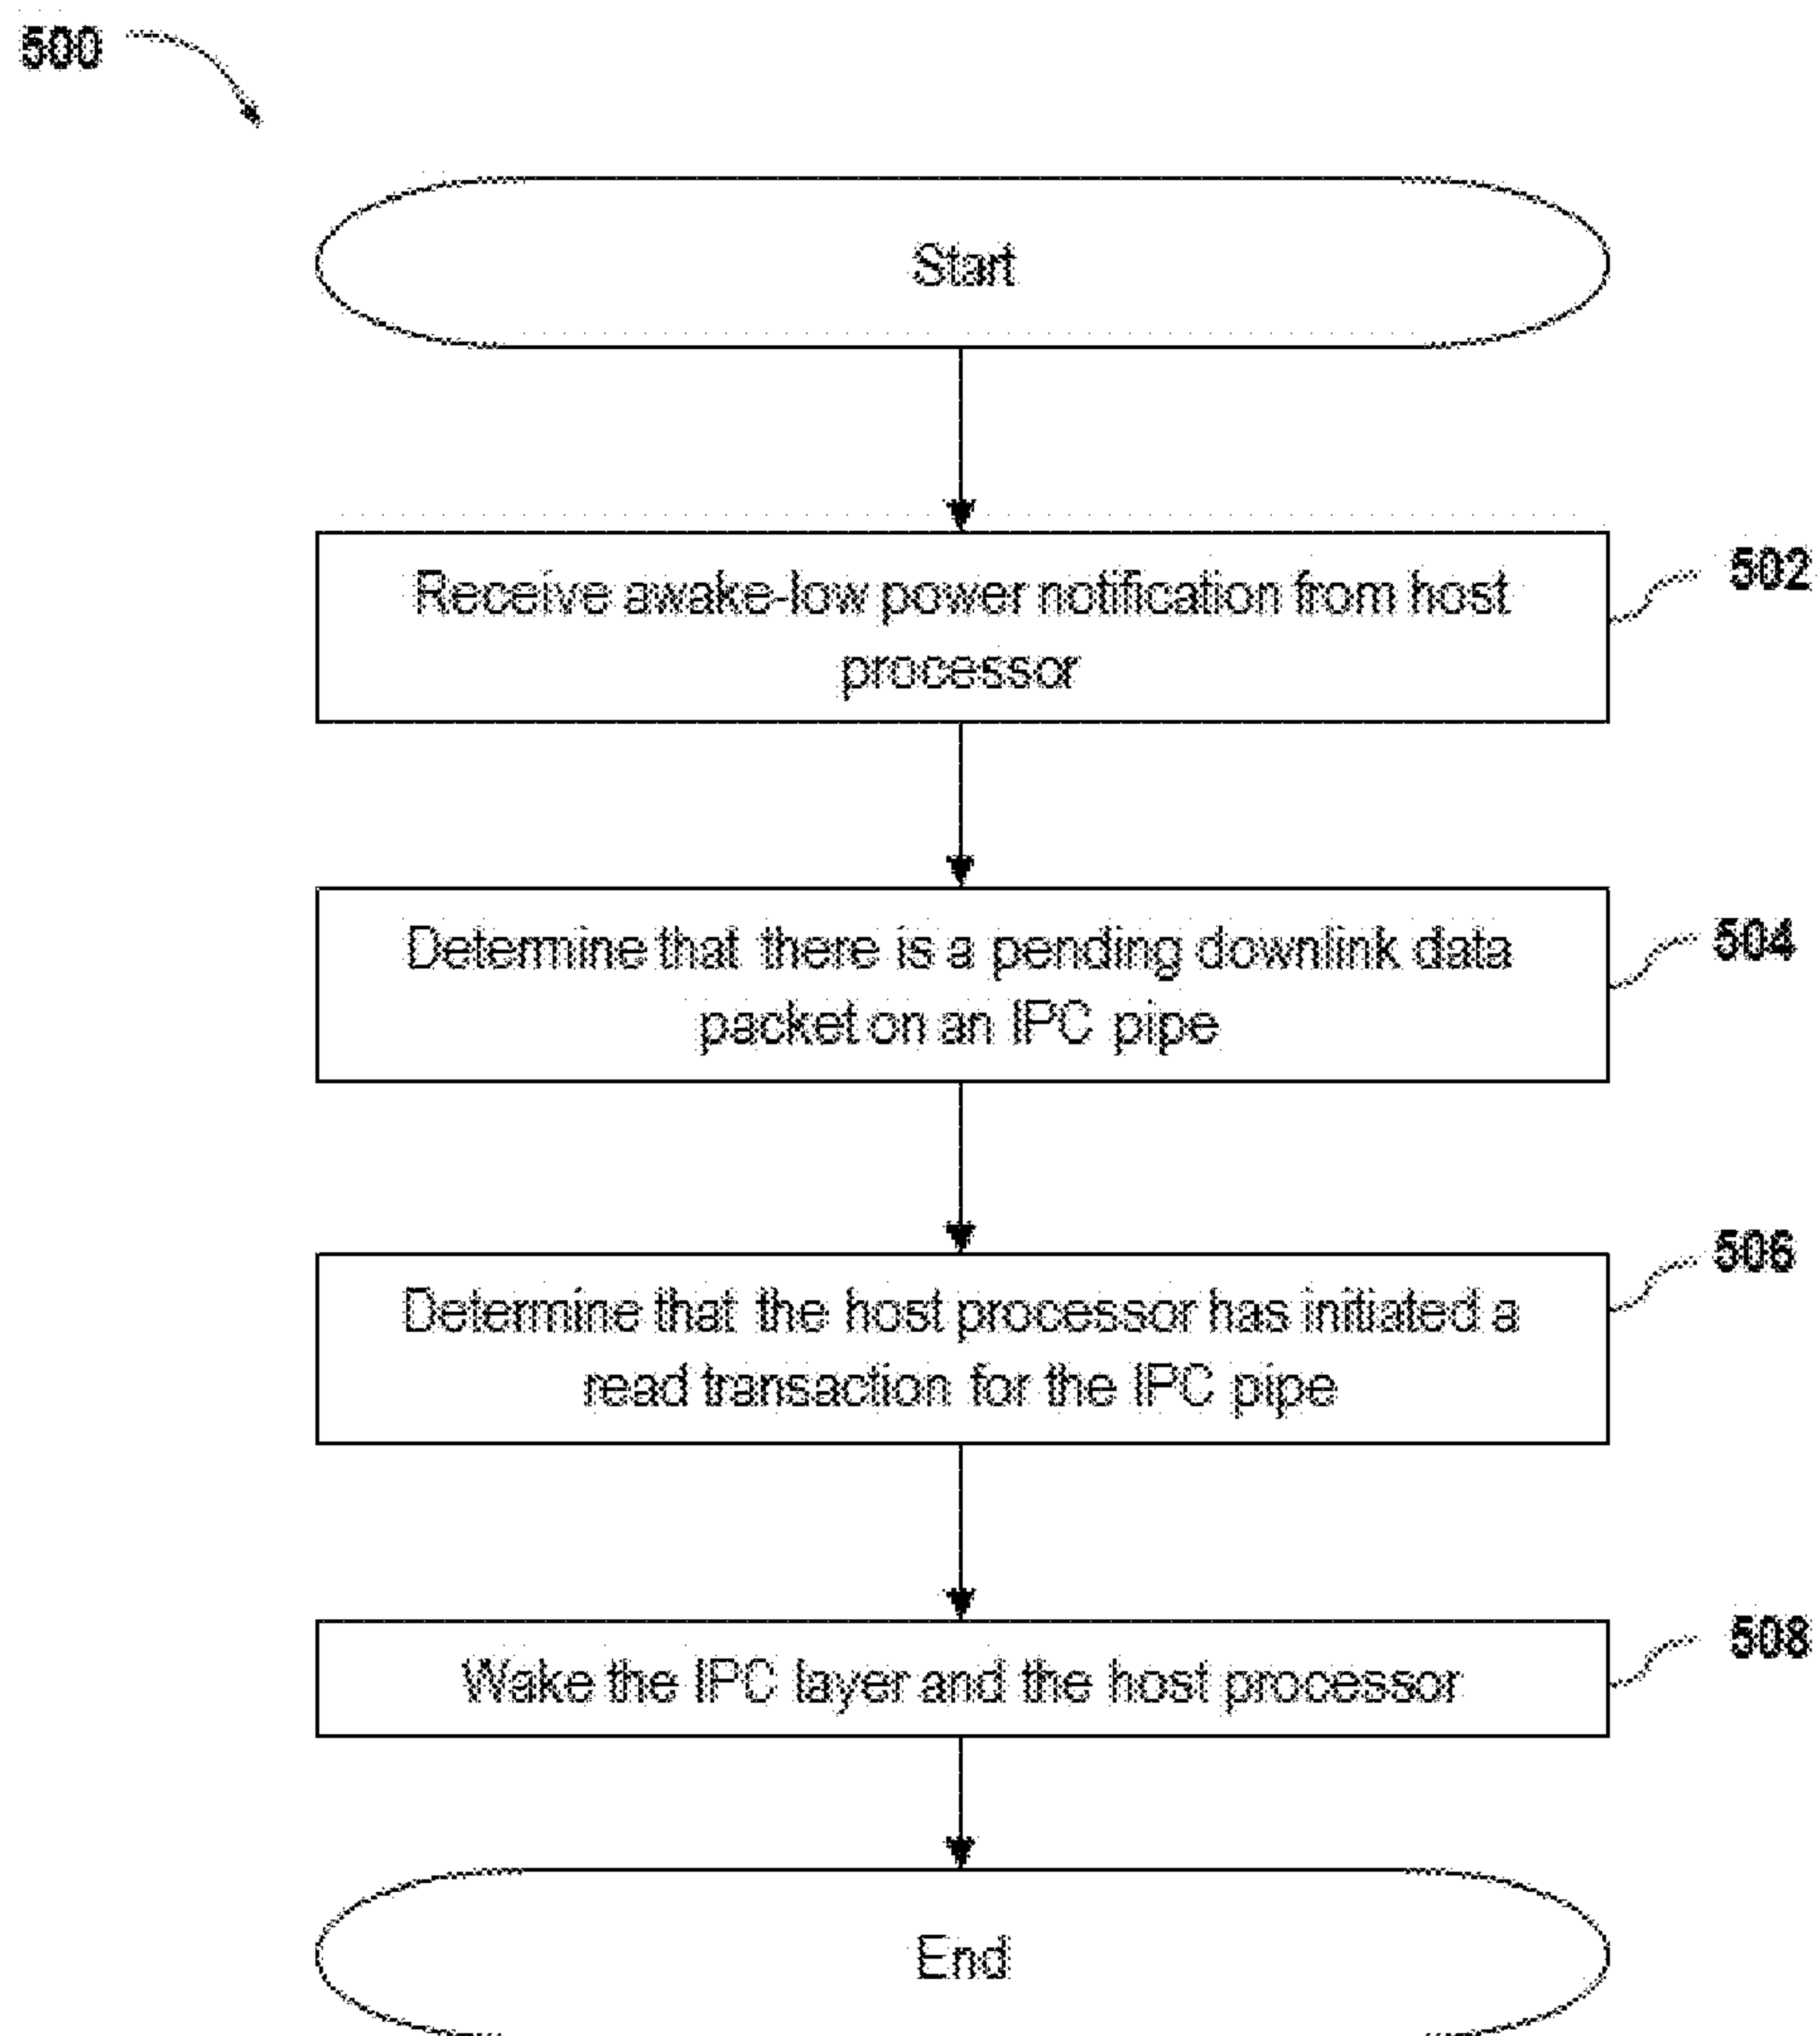 500
Start
Receive awake-low power notification from host
processor
502
Determine that there is a pending downlink data
packet on an IPC pipe
504
Determine that the host processor has initiated a
read transaction for the IPC pipe
506
Wake the IPC layer and the host processor
508
End